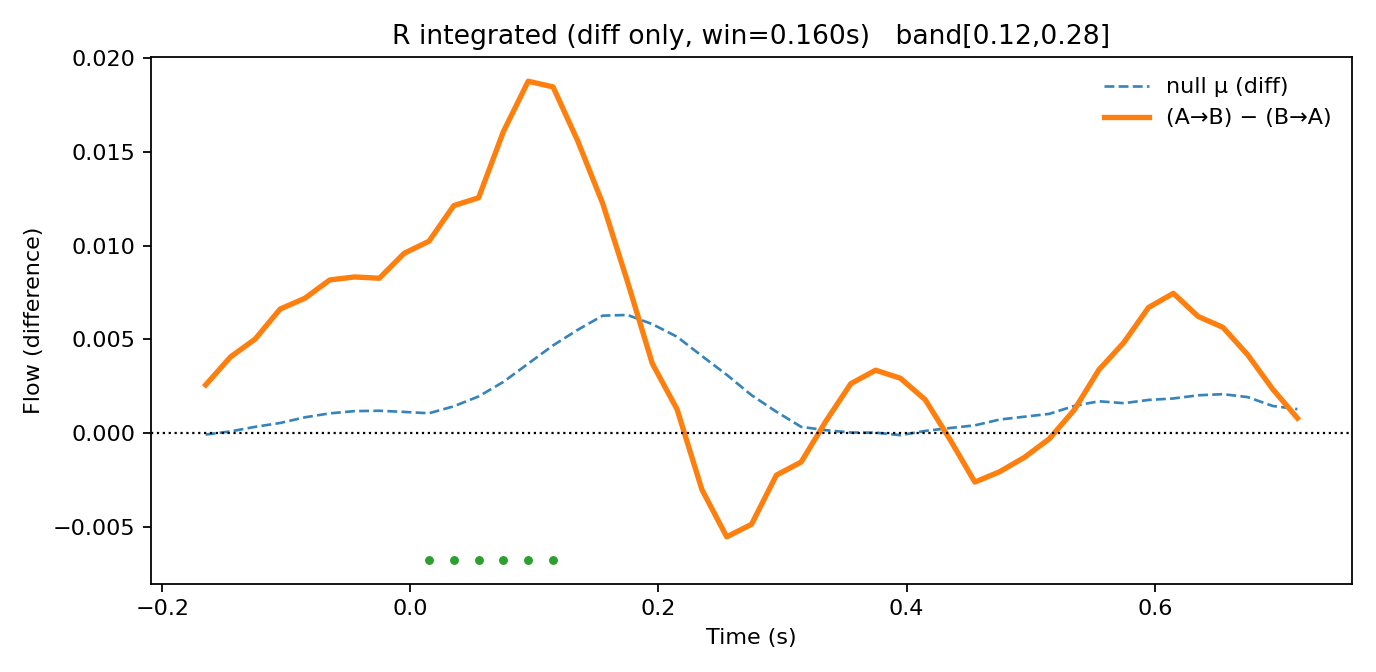 R integrated (diff only, win=0.160s)   band[0.12,0.28]
null μ (diff)
(A→B) − (B→A)
Flow (difference)
0.020
0.015
0.010
0.005
0.000
−0.005
−0.2
0.0
0.2
0.4
0.6
Time (s)